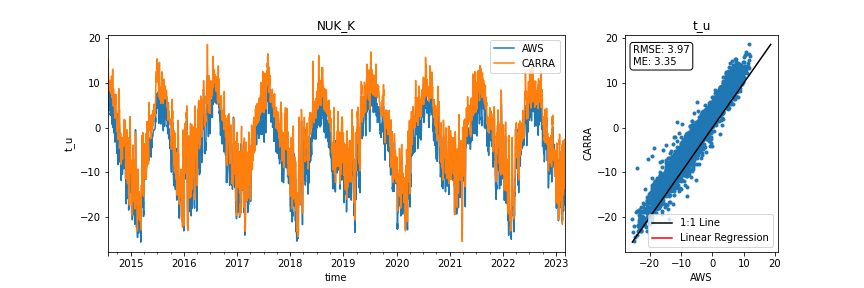 NUK_K
t_u
20
10
0
−10
−20
t_u
2015
2016
2017
2018
2019
2020
2021
2022
2023
time
AWS
CARRA
t_u
20
10
0
−10
−20
CARRA
−20
−10
0
10
20
AWS
RMSE: 3.97
ME: 3.35
1:1 Line
Linear Regression